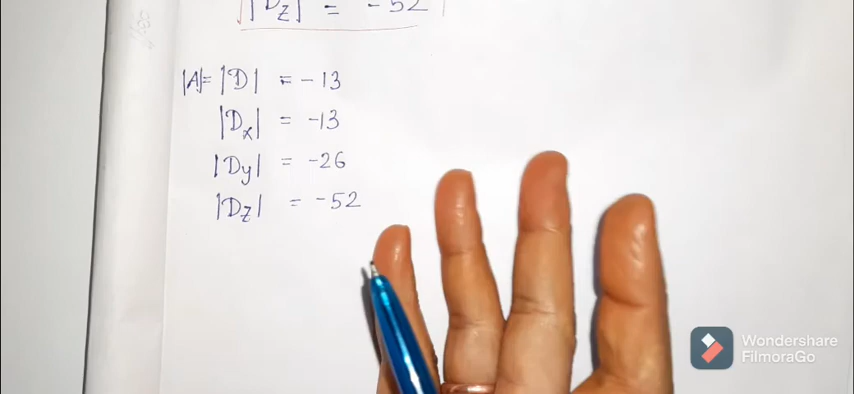 |Dz| = -52
|A|= |D| = -13
|Dx| = -13
|Dy| = -26
|Dz| = -52
Wondershare
FilmoraGo